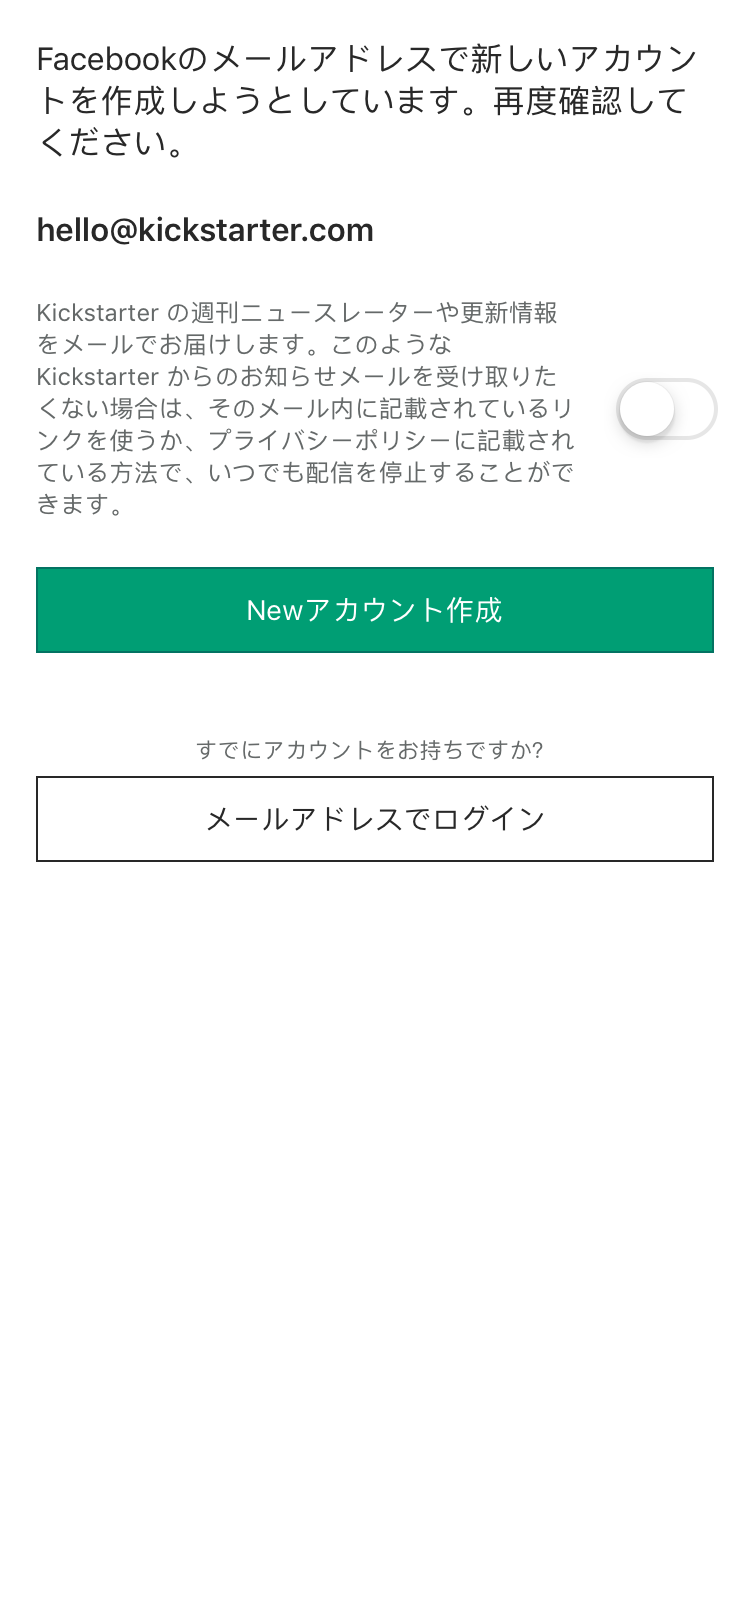 Facebookのメールアドレスで新しいアカウン
トを作成しようとしています。再度確認して
ください。
hello@kickstarter.com
Kickstarter の週刊ニュースレーターや更新情報
をメールでお届けします。このような
Kickstarter からのお知らせメールを受け取りた
くない場合は、そのメール内に記載されているリ
ンクを使うか、プライバシーポリシーに記載され
ている方法で、いつでも配信を停止することがで
きます。
Newアカウント作成
すでにアカウントをお持ちですか?
メールアドレスでログイン